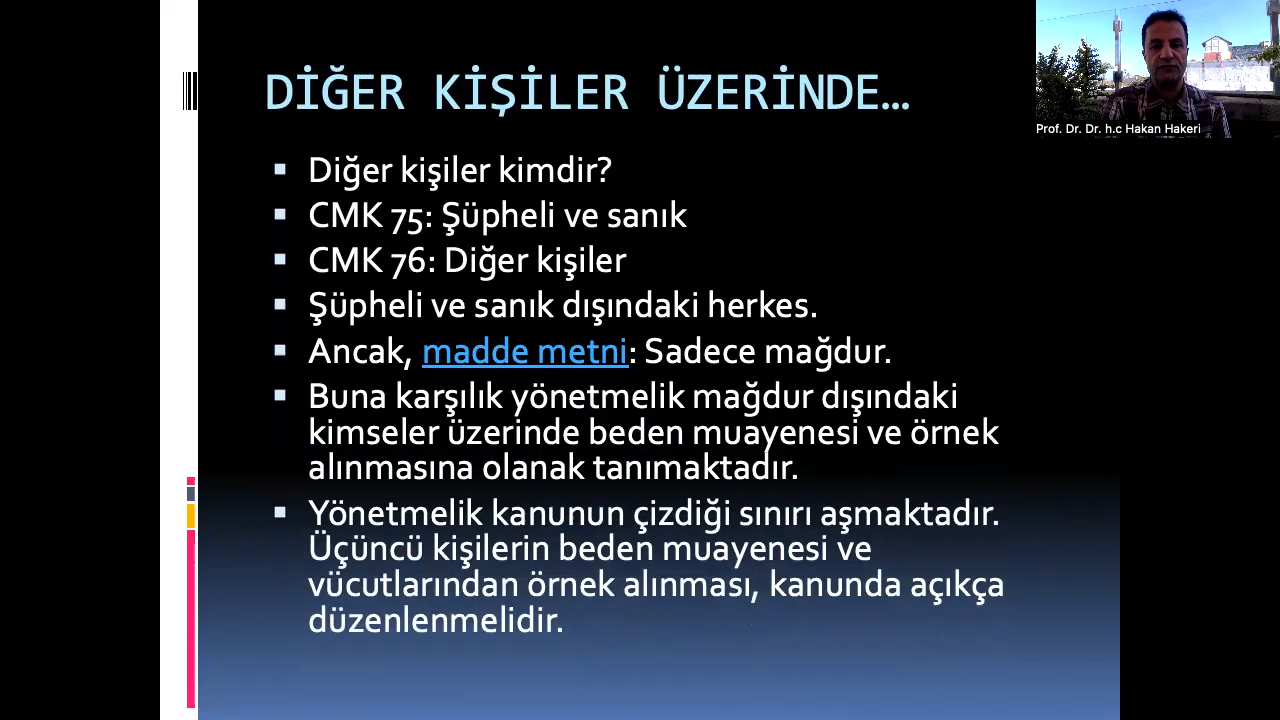 DİĞER KİŞİLER ÜZERİNDE…
Prof. Dr. Dr. h.c Hakan Hakeri
▪ Diğer kişiler kimdir?
▪ CMK 75: Şüpheli ve sanık
▪ CMK 76: Diğer kişiler
▪ Şüpheli ve sanık dışındaki herkes.
▪ Ancak, madde metni: Sadece mağdur.
▪ Buna karşılık yönetmelik mağdur dışındaki
kimseler üzerinde beden muayenesi ve örnek
alınmasına olanak tanımaktadır.
▪ Yönetmelik kanunun çizdiği sınırı aşmaktadır.
Üçüncü kişilerin beden muayenesi ve
vücutlarından örnek alınması, kanunda açıkça
düzenlenmelidir.